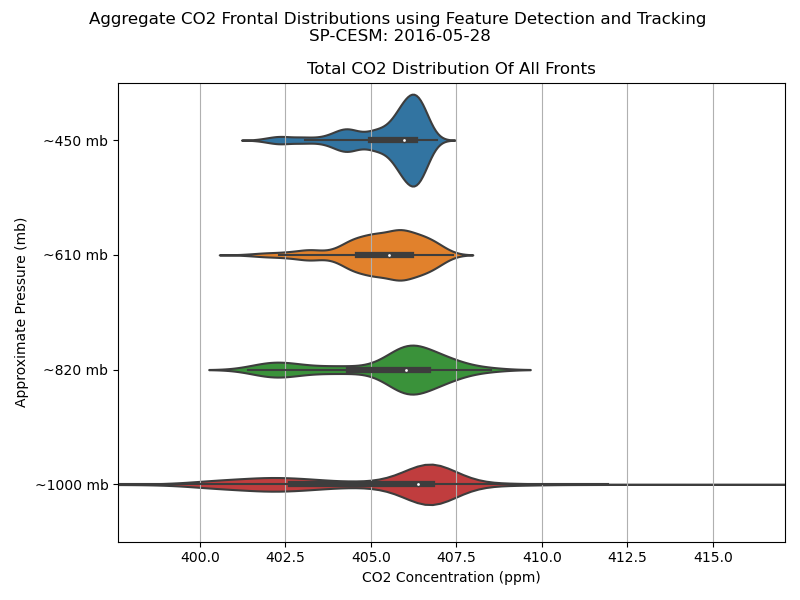 Aggregate CO2 Frontal Distributions using Feature Detection and Tracking
SP-CESM: 2016-05-28
Total CO2 Distribution Of All Fronts
Approximate Pressure (mb)
~450 mb
~610 mb
~820 mb
~1000 mb
400.0 402.5 405.0 407.5 410.0 412.5 415.0
CO2 Concentration (ppm)